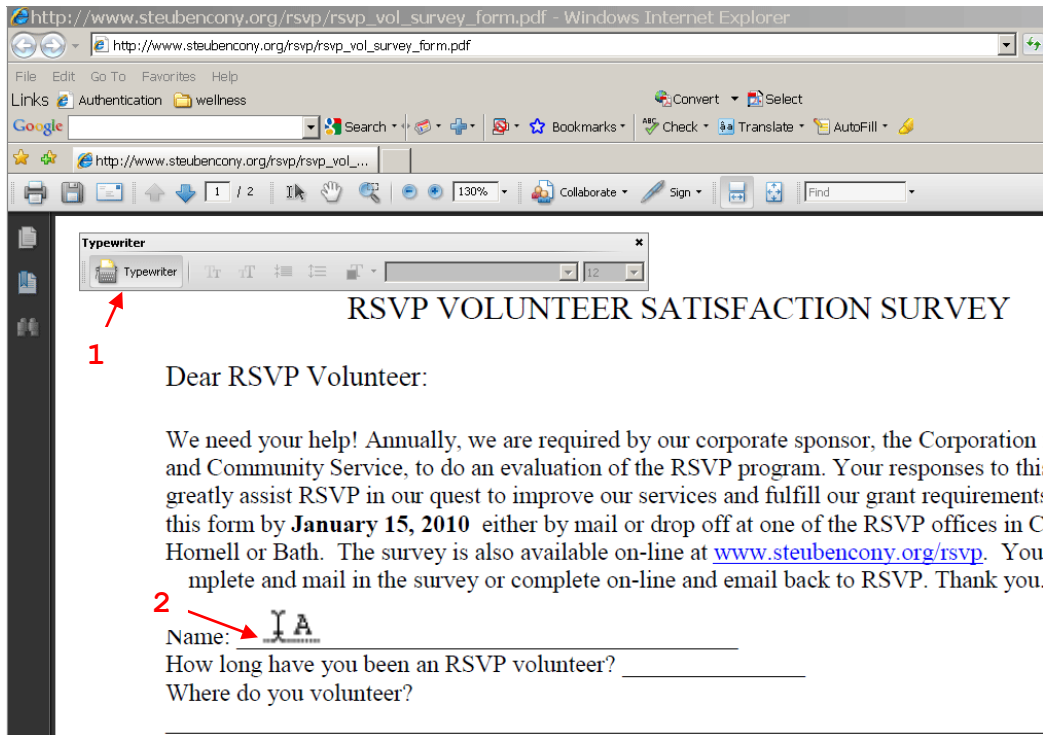 http://www.steubencony.org/rsvp/rsvp_vol_survey_form.pdf - Windows Internet Explorer
http://www.steubencony.org/rsvp/rsvp_vol_survey_form.pdf
File Edit Go To Favorites Help
Links Authentication wellness Convert Select
Google Search Bookmarks ABC Check Translate AutoFill
http://www.steubencony.org/rsvp/rsvp_vol_...
1 / 2 130% Collaborate Sign Find
Typewriter
Typewriter 12
RSVP VOLUNTEER SATISFACTION SURVEY
1
Dear RSVP Volunteer:
We need your help! Annually, we are required by our corporate sponsor, the Corporation
and Community Service, to do an evaluation of the RSVP program. Your responses to this
greatly assist RSVP in our quest to improve our services and fulfill our grant requirements
this form by January 15, 2010 either by mail or drop off at one of the RSVP offices in C
Hornell or Bath. The survey is also available on-line at www.steubencony.org/rsvp. You
mplete and mail in the survey or complete on-line and email back to RSVP. Thank you.
2
Name: A
How long have you been an RSVP volunteer?
Where do you volunteer?